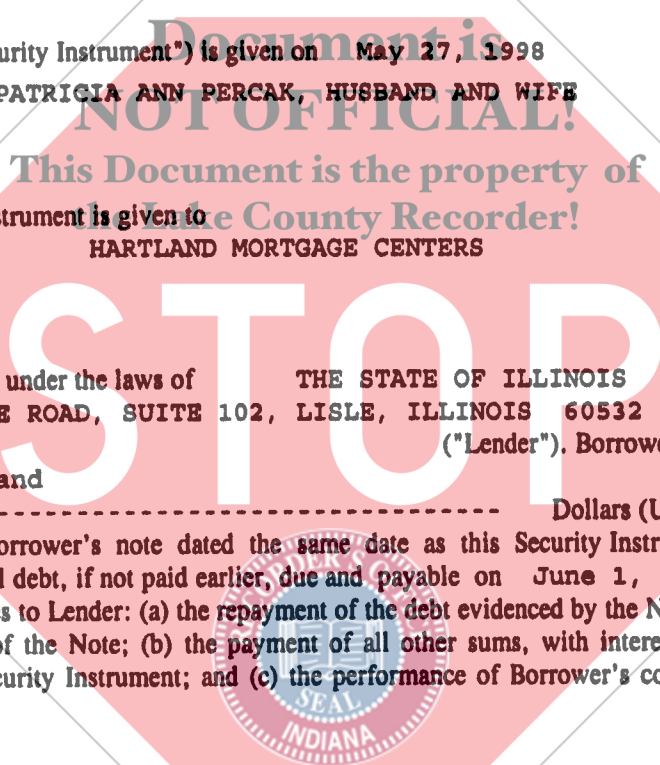 Document is
urity Instrument") is given on May 27, 1998
PATRICIA ANN PERCAK, HUSBAND AND WIFE
NOT OFFICIAL!
This Document is the property of
strument is given to
the Lake County Recorder!
HARTLAND MORTGAGE CENTERS
STOP
under the laws of THE STATE OF ILLINOIS
E ROAD, SUITE 102, LISLE, ILLINOIS 60532
("Lender"). Borrowe
and
Dollars (U
orrower's note dated the same date as this Security Instr
l debt, if not paid earlier, due and payable on June 1,
s to Lender: (a) the repayment of the debt evidenced by the N
of the Note; (b) the payment of all other sums, with intere
curity Instrument; and (c) the performance of Borrower's co
SEAL
INDIANA